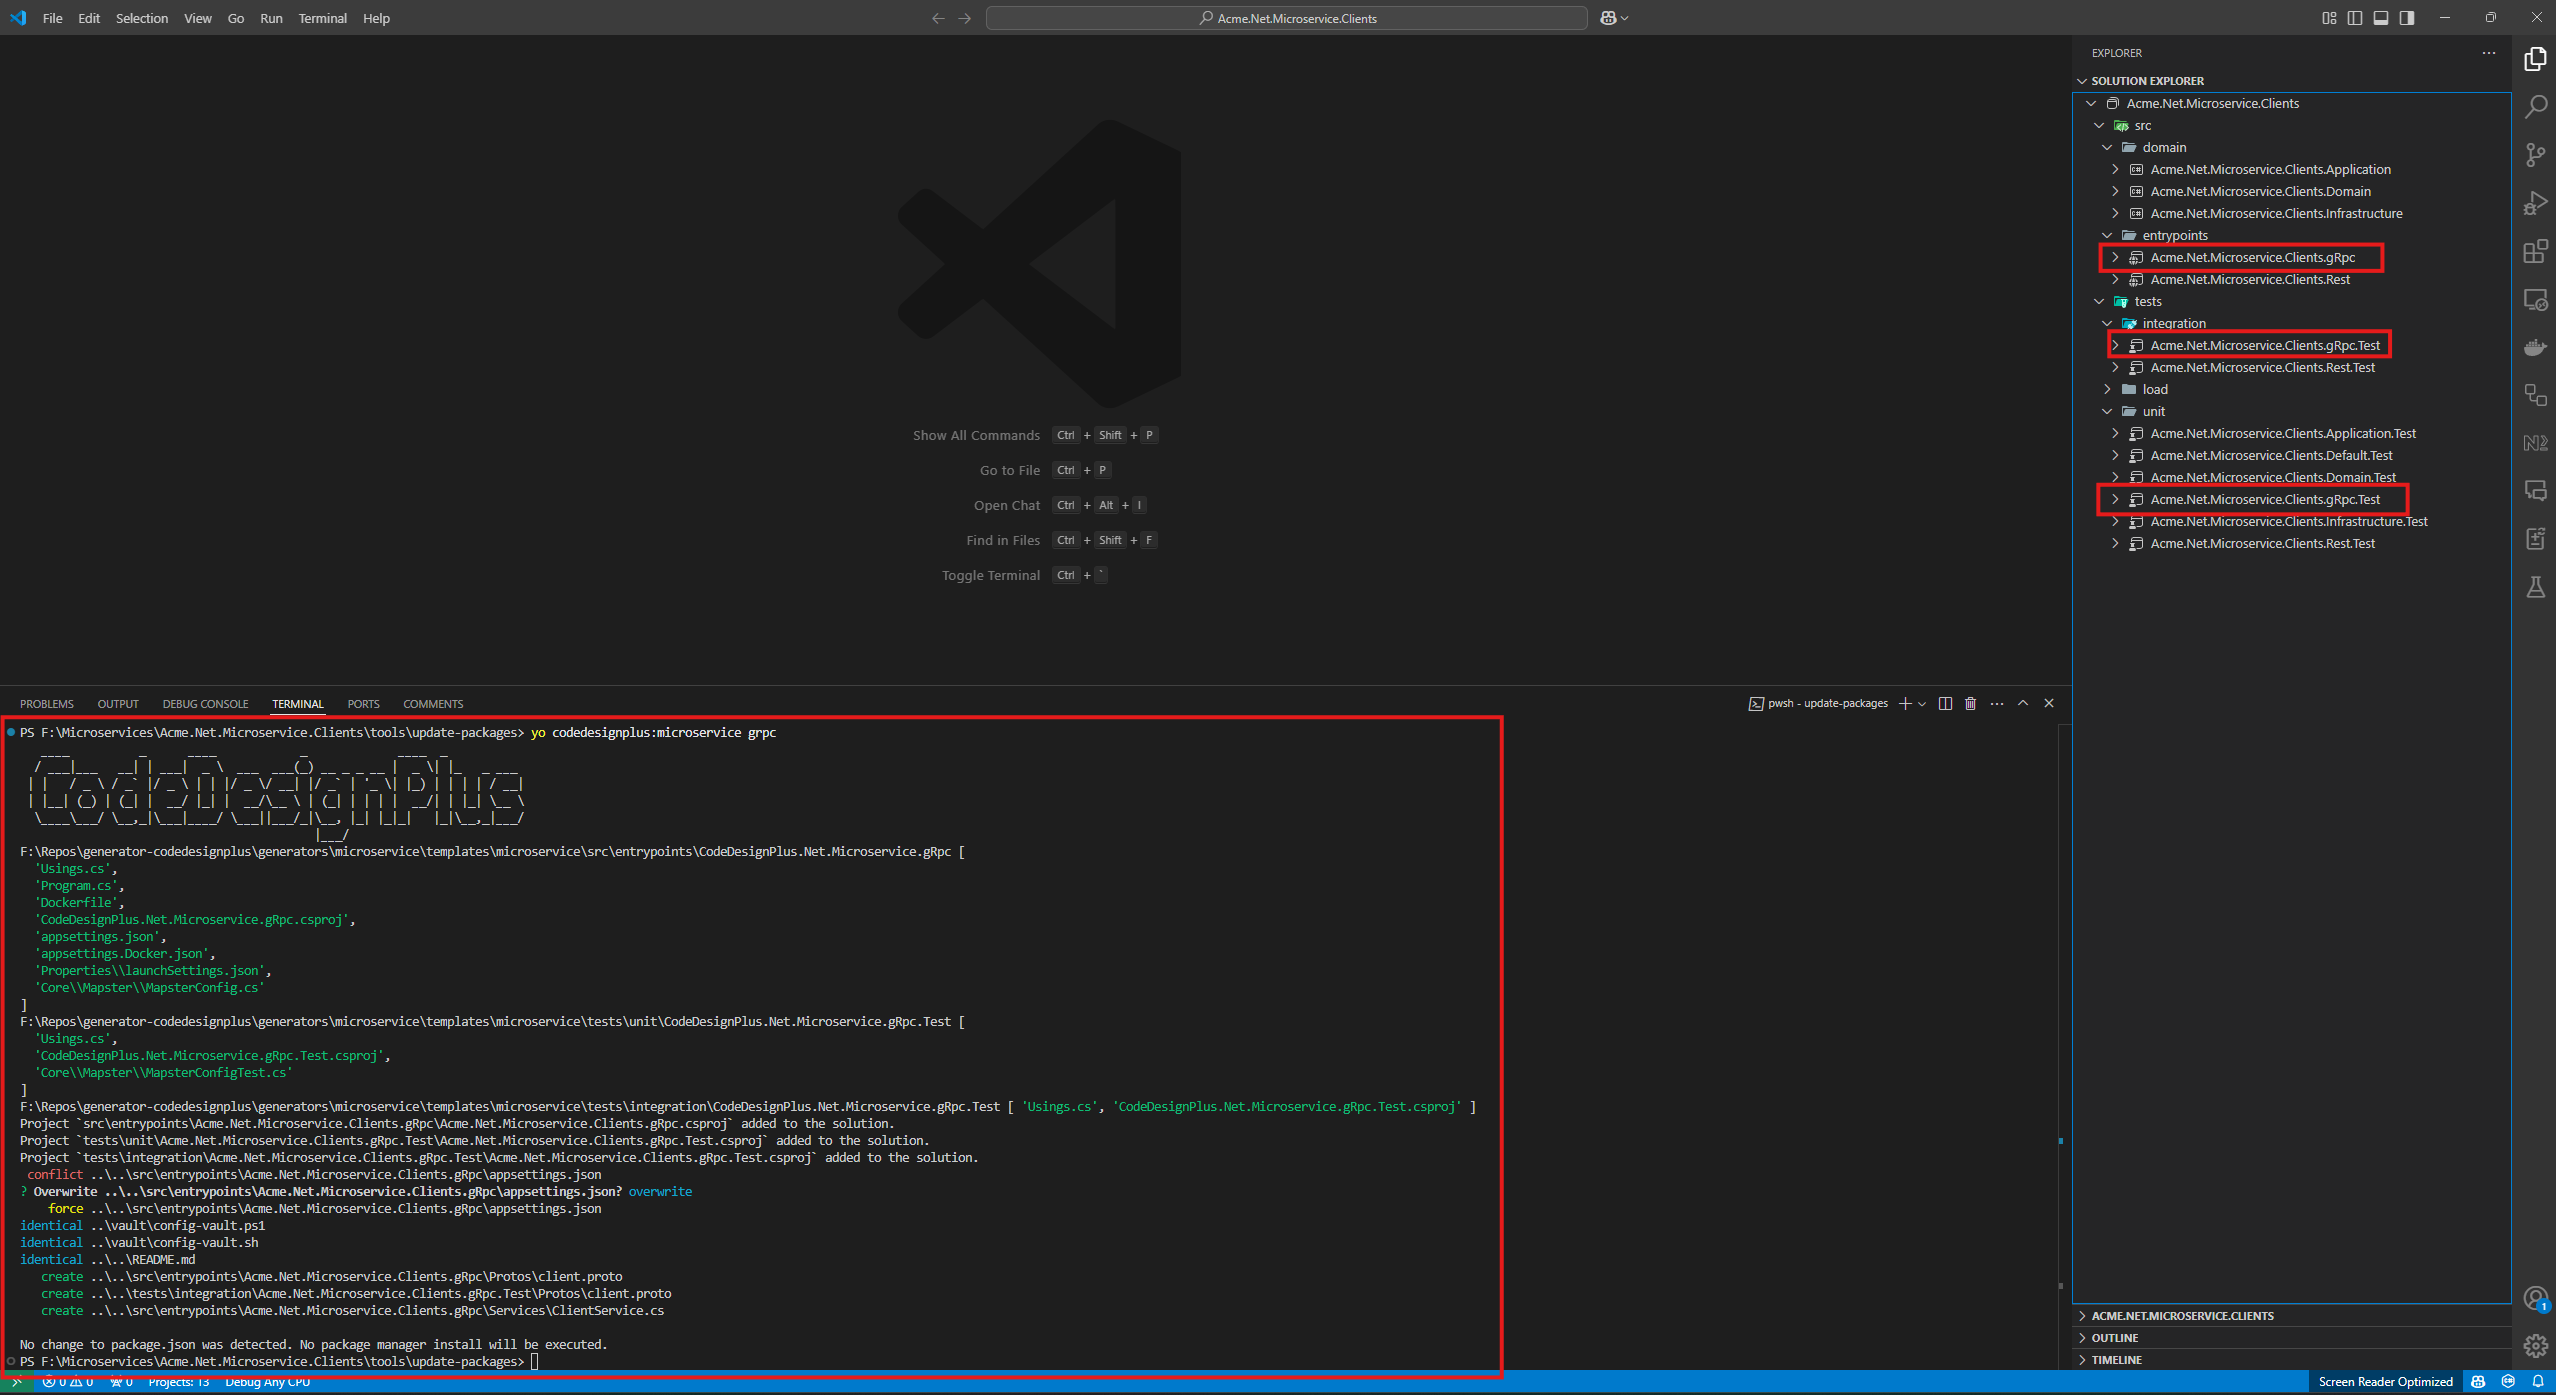 File Edit Selection View Go Run Terminal Help
Acme.Net.Microservice.Clients
Show All Commands Ctrl + Shift + P
Go to File Ctrl + P
Open Chat Ctrl + Alt + I
Find in Files Ctrl + Shift + F
Toggle Terminal Ctrl + `
EXPLORER
SOLUTION EXPLORER
Acme.Net.Microservice.Clients
src
domain
Acme.Net.Microservice.Clients.Application
Acme.Net.Microservice.Clients.Domain
Acme.Net.Microservice.Clients.Infrastructure
entrypoints
Acme.Net.Microservice.Clients.gRpc
Acme.Net.Microservice.Clients.Rest
tests
integration
Acme.Net.Microservice.Clients.gRpc.Test
Acme.Net.Microservice.Clients.Rest.Test
load
unit
Acme.Net.Microservice.Clients.Application.Test
Acme.Net.Microservice.Clients.Default.Test
Acme.Net.Microservice.Clients.Domain.Test
Acme.Net.Microservice.Clients.gRpc.Test
Acme.Net.Microservice.Clients.Infrastructure.Test
Acme.Net.Microservice.Clients.Rest.Test
ACME.NET.MICROSERVICE.CLIENTS
OUTLINE
TIMELINE
1
PROBLEMS OUTPUT DEBUG CONSOLE TERMINAL PORTS COMMENTS
pwsh - update-packages
PS F:\Microservices\Acme.Net.Microservice.Clients\tools\update-packages> yo codedesignplus:microservice grpc
CodeDesignPlus
F:\Repos\generator-codedesignplus\generators\microservice\templates\microservice\src\entrypoints\CodeDesignPlus.Net.Microservice.gRpc [
'Usings.cs',
'Program.cs',
'Dockerfile',
'CodeDesignPlus.Net.Microservice.gRpc.csproj',
'appsettings.json',
'appsettings.Docker.json',
'Properties\\launchSettings.json',
'Core\\Mapster\\MapsterConfig.cs'
]
F:\Repos\generator-codedesignplus\generators\microservice\templates\microservice\tests\unit\CodeDesignPlus.Net.Microservice.gRpc.Test [
'Usings.cs',
'CodeDesignPlus.Net.Microservice.gRpc.Test.csproj',
'Core\\Mapster\\MapsterConfigTest.cs'
]
F:\Repos\generator-codedesignplus\generators\microservice\templates\microservice\tests\integration\CodeDesignPlus.Net.Microservice.gRpc.Test [ 'Usings.cs', 'CodeDesignPlus.Net.Microservice.gRpc.Test.csproj' ]
Project `src\entrypoints\Acme.Net.Microservice.Clients.gRpc\Acme.Net.Microservice.Clients.gRpc.csproj` added to the solution.
Project `tests\unit\Acme.Net.Microservice.Clients.gRpc.Test\Acme.Net.Microservice.Clients.gRpc.Test.csproj` added to the solution.
Project `tests\integration\Acme.Net.Microservice.Clients.gRpc.Test\Acme.Net.Microservice.Clients.gRpc.Test.csproj` added to the solution.
conflict ..\..\src\entrypoints\Acme.Net.Microservice.Clients.gRpc\appsettings.json
? Overwrite ..\..\src\entrypoints\Acme.Net.Microservice.Clients.gRpc\appsettings.json? overwrite
force ..\..\src\entrypoints\Acme.Net.Microservice.Clients.gRpc\appsettings.json
identical ..\vault\config-vault.ps1
identical ..\vault\config-vault.sh
identical ..\..\README.md
create ..\..\src\entrypoints\Acme.Net.Microservice.Clients.gRpc\Protos\client.proto
create ..\..\tests\integration\Acme.Net.Microservice.Clients.gRpc.Test\Protos\client.proto
create ..\..\src\entrypoints\Acme.Net.Microservice.Clients.gRpc\Services\ClientService.cs
No change to package.json was detected. No package manager install will be executed.
PS F:\Microservices\Acme.Net.Microservice.Clients\tools\update-packages>
0 0 0 Projects: 13 Debug Any CPU
Screen Reader Optimized